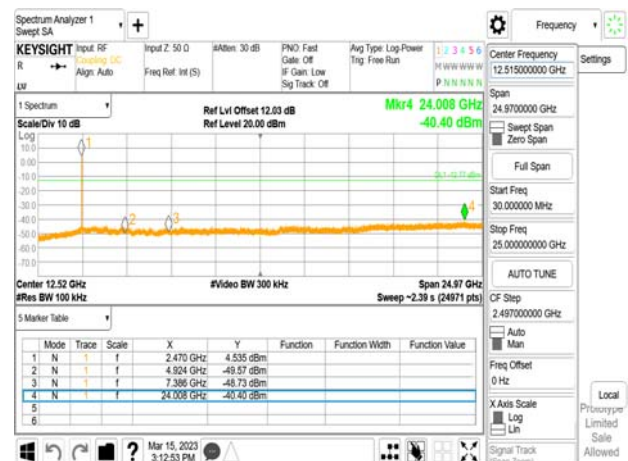 Spectrum Analyzer 1
Swept SA
+
Frequency
KEYSIGHT
R
Input: RF
Coupling: DC
Align: Auto
Input Z: 50 Ω
Freq Ref: Int (S)
#Atten: 30 dB
PNO: Fast
Gate: Off
IF Gain: Low
Sig Track: Off
Avg Type: Log-Power
Trig: Free Run
1 2 3 4 5 6
M W W W W W
P N N N N N
LXI
Center Frequency
12.515000000 GHz
Settings
Span
24.9700000 GHz
Swept Span
Zero Span
Full Span
Start Freq
30.000000 MHz
Stop Freq
25.000000000 GHz
AUTO TUNE
CF Step
2.497000000 GHz
Auto
Man
Freq Offset
0 Hz
X Axis Scale
Log
Lin
Signal Track
Local
Prototype
Limited
Sale
Allowed
1 Spectrum
Scale/Div 10 dB
Log
Ref Lvl Offset 12.03 dB
Ref Level 20.00 dBm
Mkr4 24.008 GHz
-40.40 dBm
10.0
0.00
-10.0
-20.0
-30.0
-40.0
-50.0
-60.0
-70.0
1
2
3
4
DL1 -12.77 dBm
Center 12.52 GHz
#Res BW 100 kHz
#Video BW 300 kHz
Span 24.97 GHz
Sweep ~2.39 s (24971 pts)
5 Marker Table
Mode Trace Scale X Y Function Function Width Function Value
1 N 1 f 2.470 GHz 4.535 dBm
2 N 1 f 4.924 GHz -49.57 dBm
3 N 1 f 7.386 GHz -48.73 dBm
4 N 1 f 24.008 GHz -40.40 dBm
5
6
?
Mar 15, 2023
3:12:53 PM